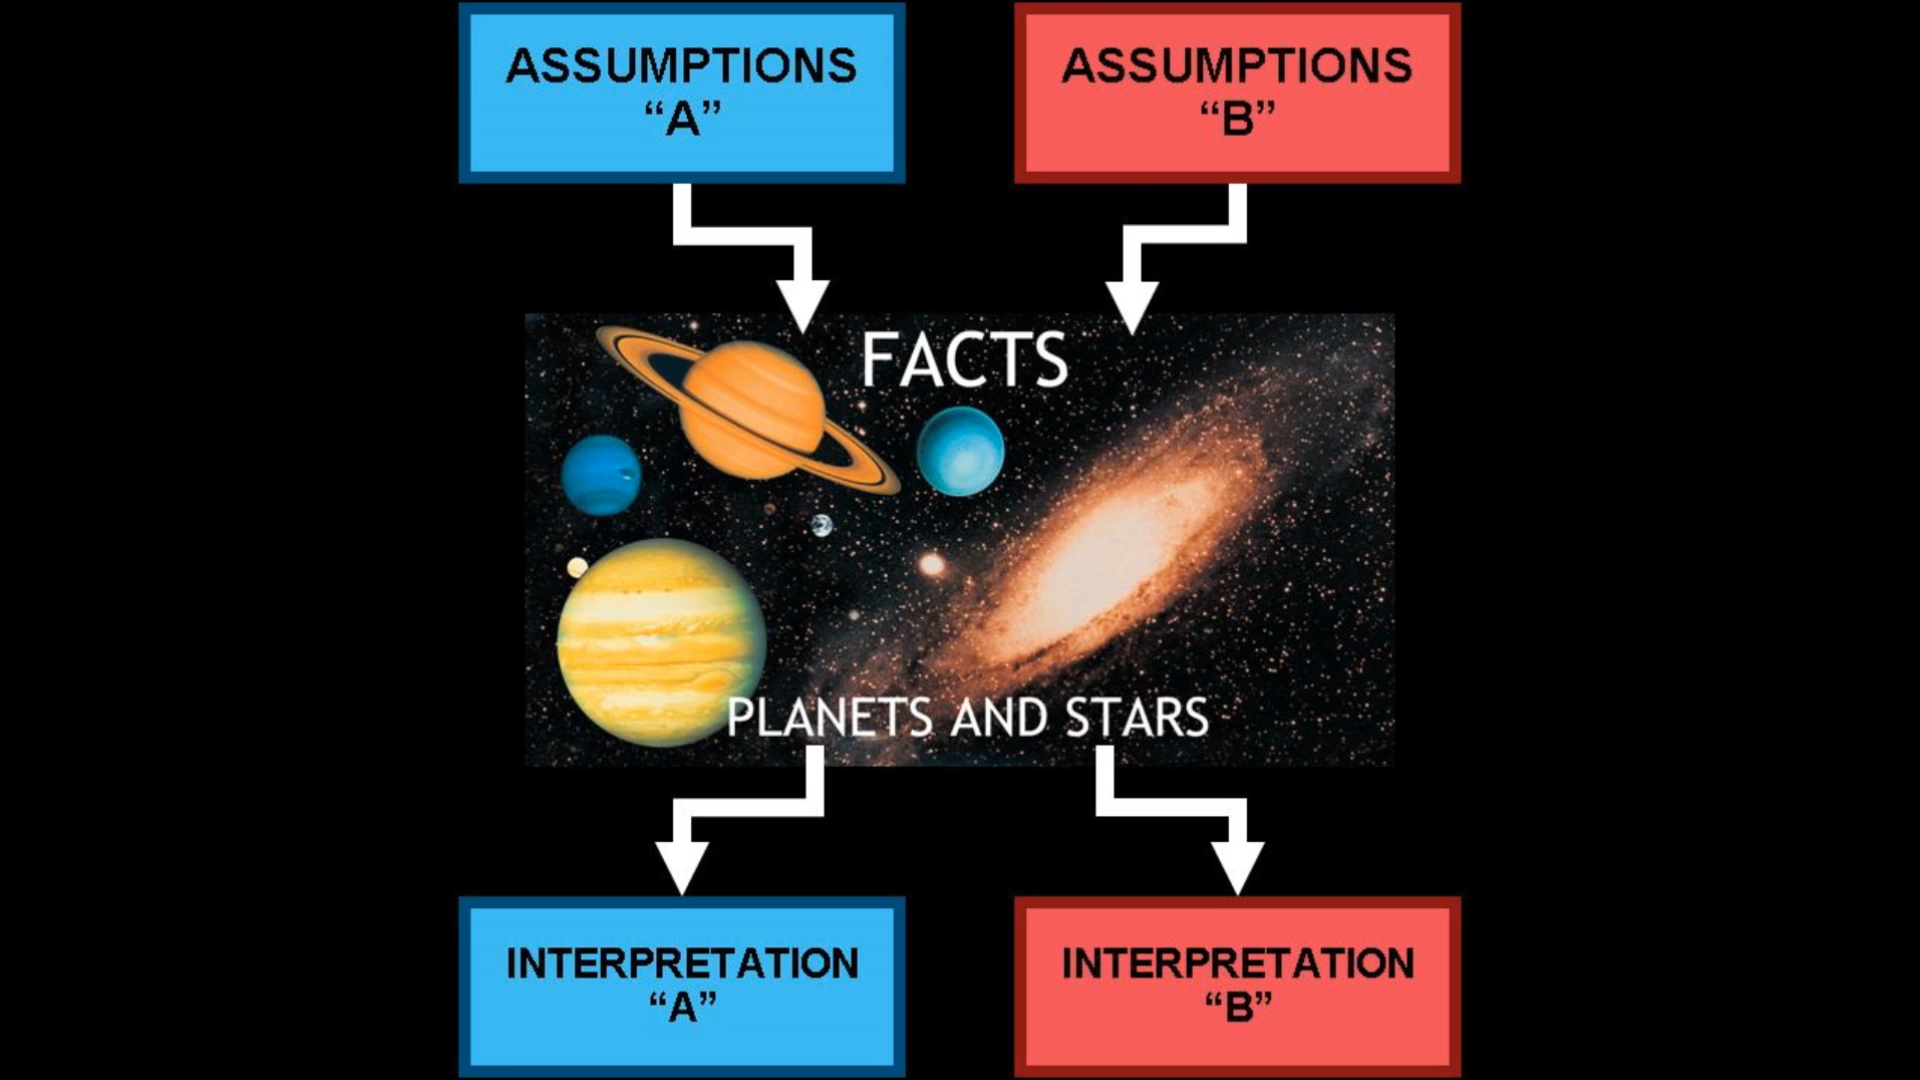 ASSUMPTIONS
“A”
ASSUMPTIONS
“B”
FACTS
PLANETS AND STARS
INTERPRETATION
“A”
INTERPRETATION
“B”